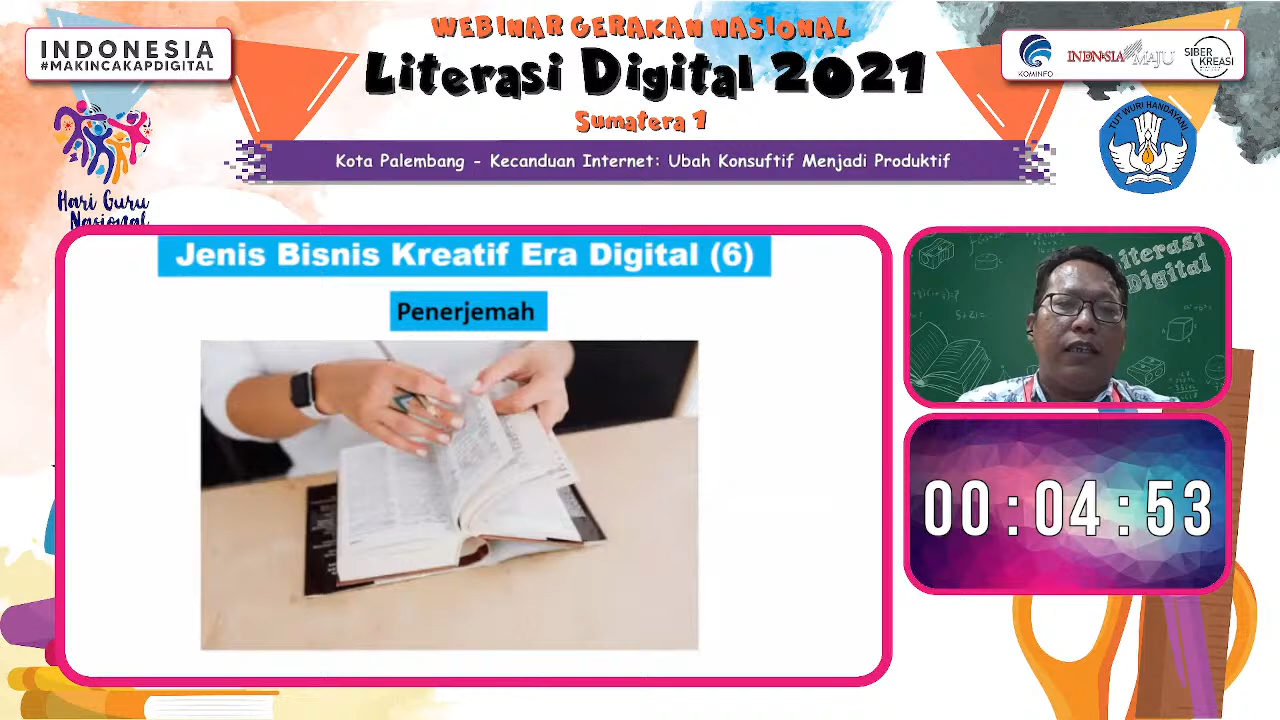 INDONESIA
#MAKINCAKAPDIGITAL
WEBINAR GERAKAN NASIONAL
Literasi Digital 2021
Sumatera 1
KOMINFO
INDONESIA MAJU
SIBER
KREASI
Kota Palembang - Kecanduan Internet: Ubah Konsuftif Menjadi Produktif
TUT WURI HANDAYANI
Hari Guru
Nasional
Jenis Bisnis Kreatif Era Digital (6)
Penerjemah
Literasi
Digital
00:04:53